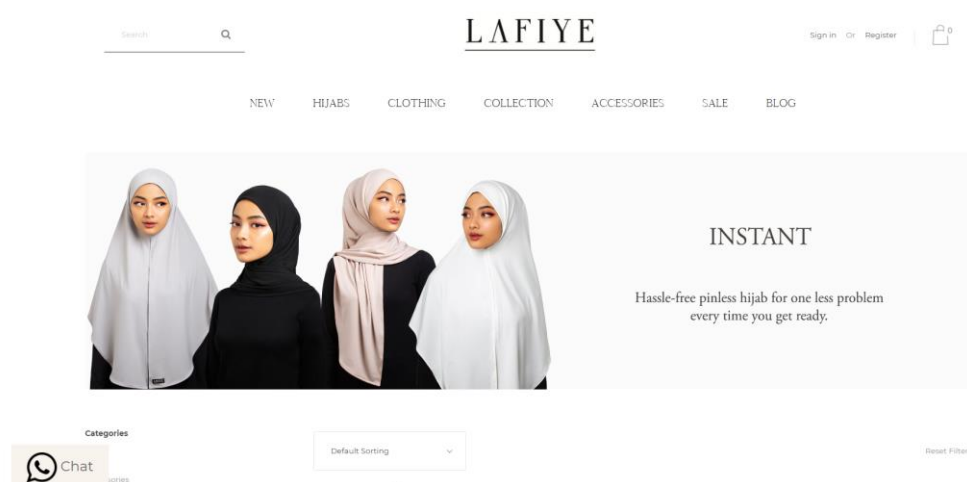 Search
LAFIYE
Sign in Or Register
0
NEW HIJABS CLOTHING COLLECTION ACCESSORIES SALE BLOG
INSTANT
Hassle-free pinless hijab for one less problem
every time you get ready.
Categories
Default Sorting
Reset Filter
Chat